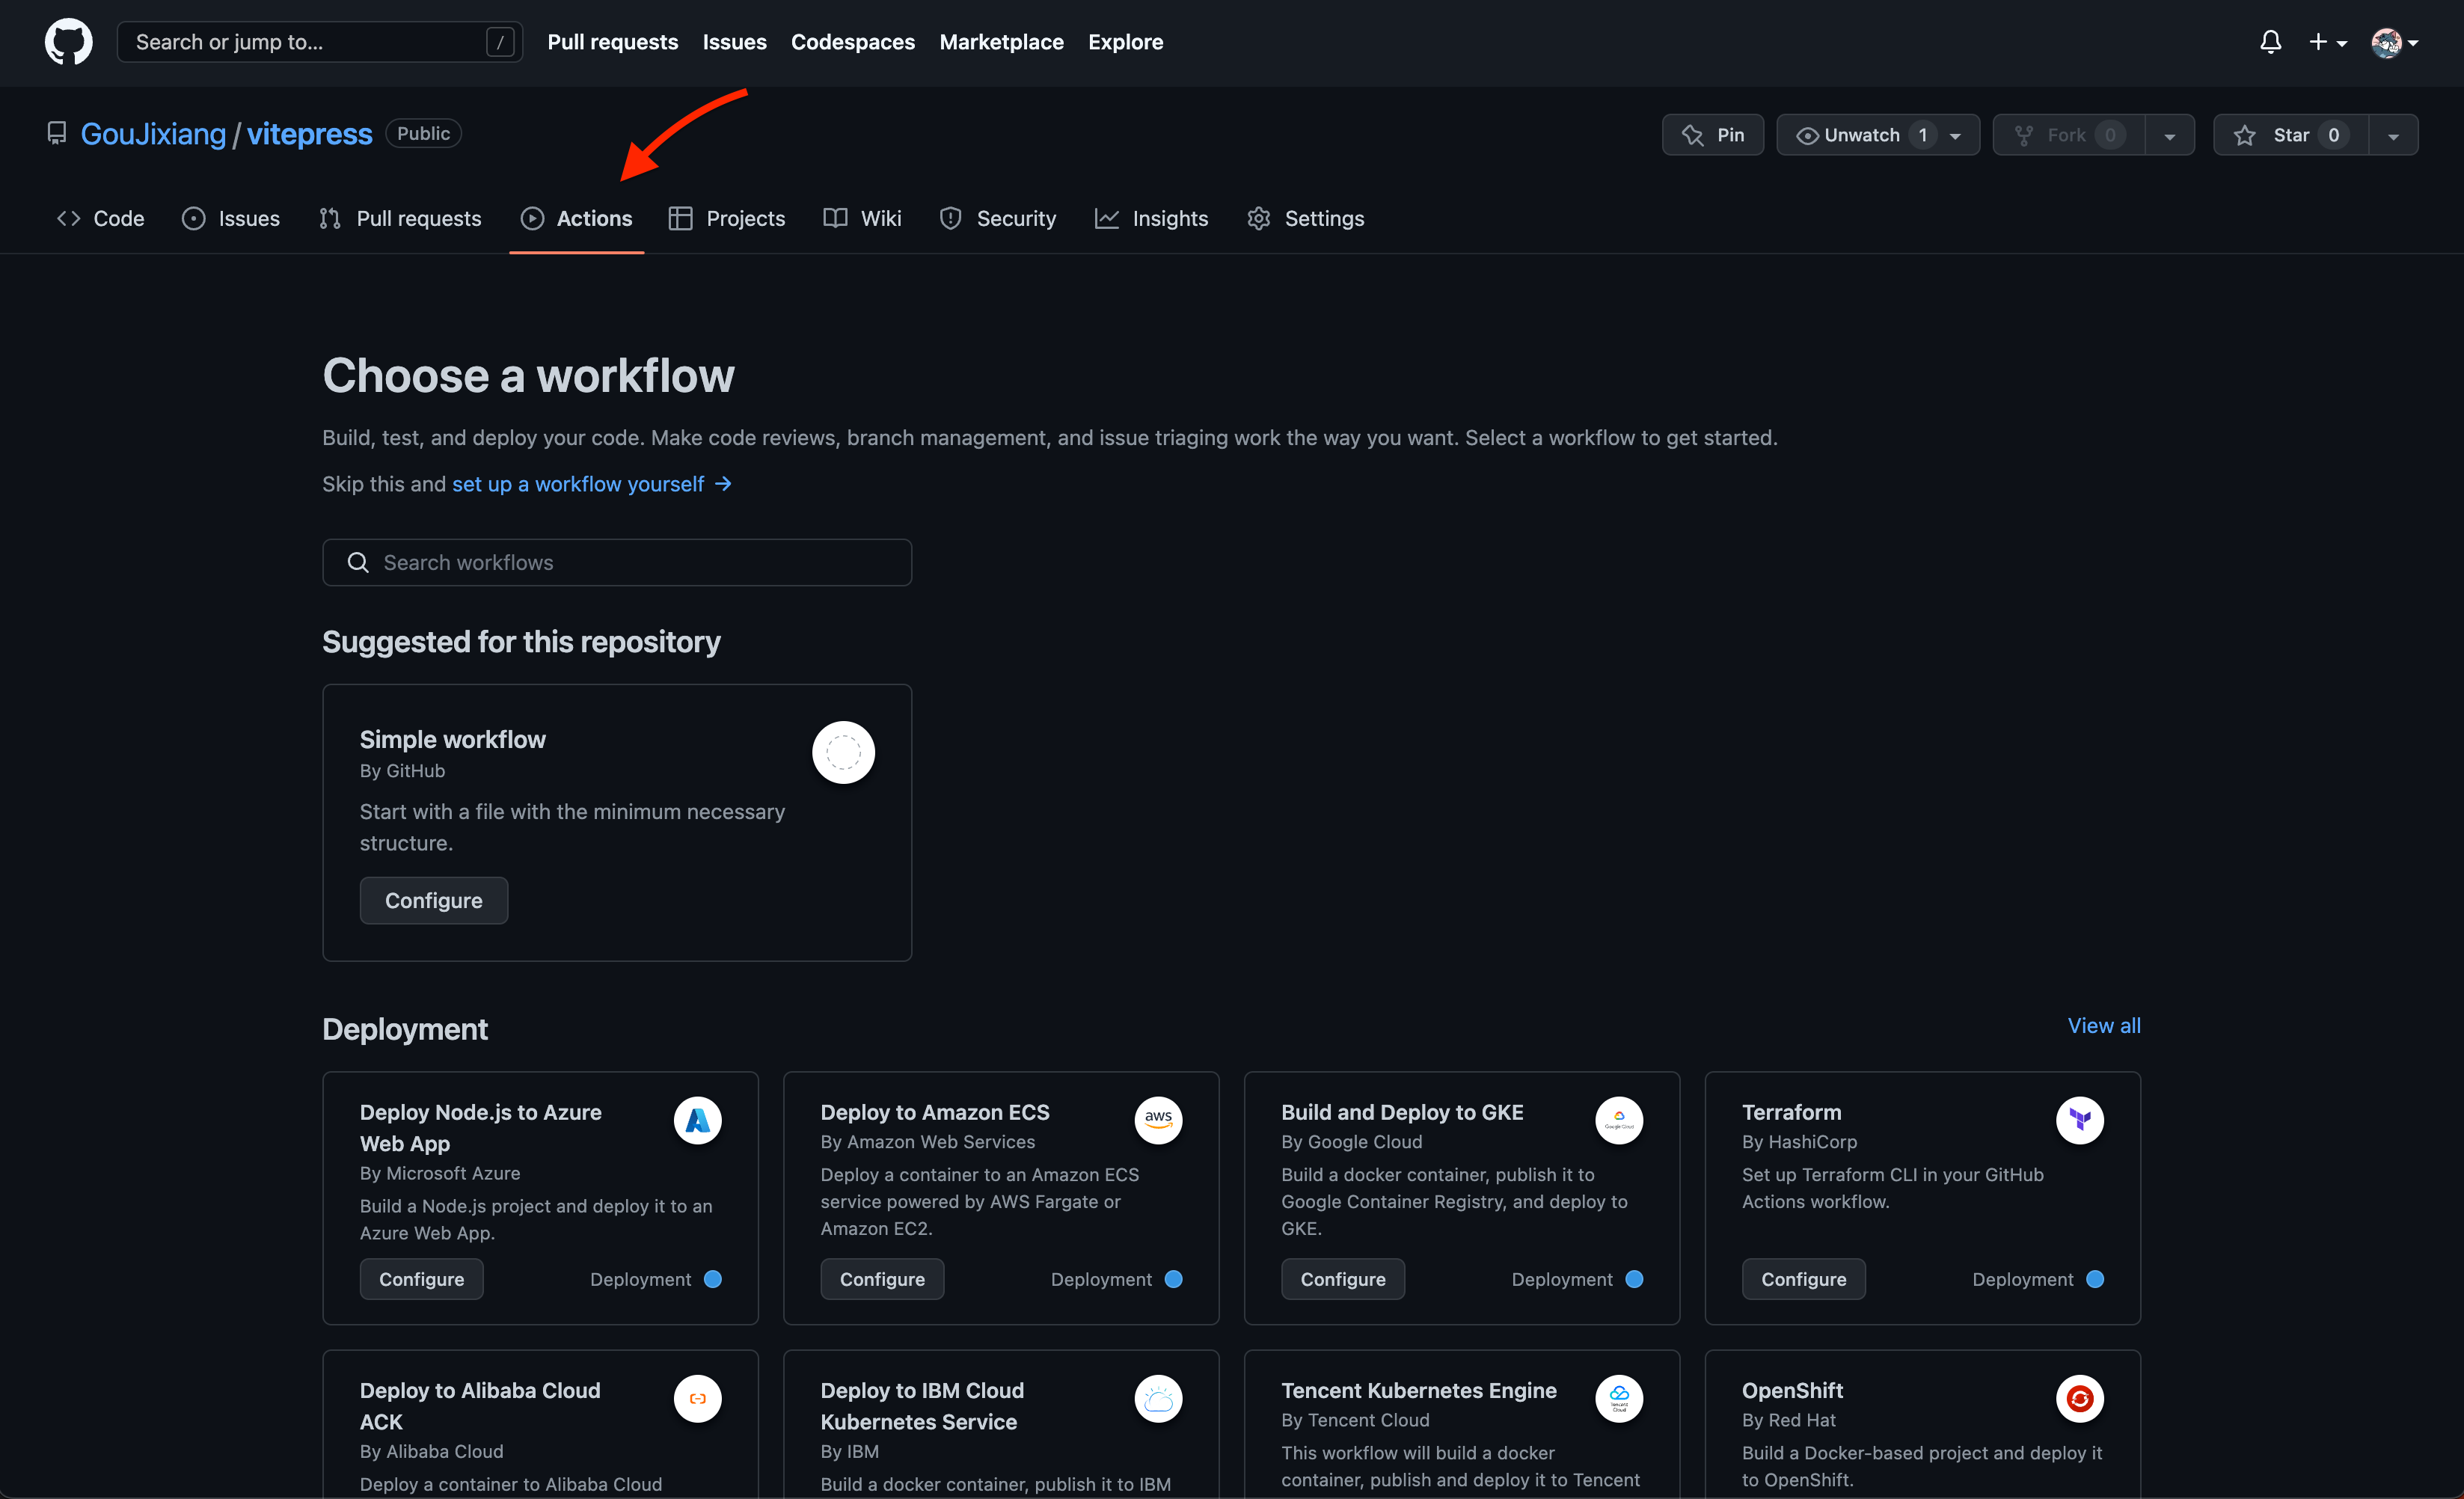 Search or jump to... /
Pull requests Issues Codespaces Marketplace Explore
GouJixiang / vitepress Public
Pin Unwatch 1 Fork 0 Star 0
Code Issues Pull requests Actions Projects Wiki Security Insights Settings
Choose a workflow
Build, test, and deploy your code. Make code reviews, branch management, and issue triaging work the way you want. Select a workflow to get started.
Skip this and set up a workflow yourself →
Search workflows
Suggested for this repository
Simple workflow
By GitHub
Start with a file with the minimum necessary
structure.
Configure
Deployment
View all
Deploy Node.js to Azure
Web App
By Microsoft Azure
Build a Node.js project and deploy it to an
Azure Web App.
Configure Deployment
Deploy to Amazon ECS
aws
By Amazon Web Services
Deploy a container to an Amazon ECS
service powered by AWS Fargate or
Amazon EC2.
Configure Deployment
Build and Deploy to GKE
Google Cloud
By Google Cloud
Build a docker container, publish it to
Google Container Registry, and deploy to
GKE.
Configure Deployment
Terraform
By HashiCorp
Set up Terraform CLI in your GitHub
Actions workflow.
Configure Deployment
Deploy to Alibaba Cloud
ACK
By Alibaba Cloud
Deploy a container to Alibaba Cloud
Deploy to IBM Cloud
Kubernetes Service
By IBM
Build a docker container, publish it to IBM
Tencent Kubernetes Engine
Tencent
Cloud
By Tencent Cloud
This workflow will build a docker
container, publish and deploy it to Tencent
OpenShift
By Red Hat
Build a Docker-based project and deploy it
to OpenShift.